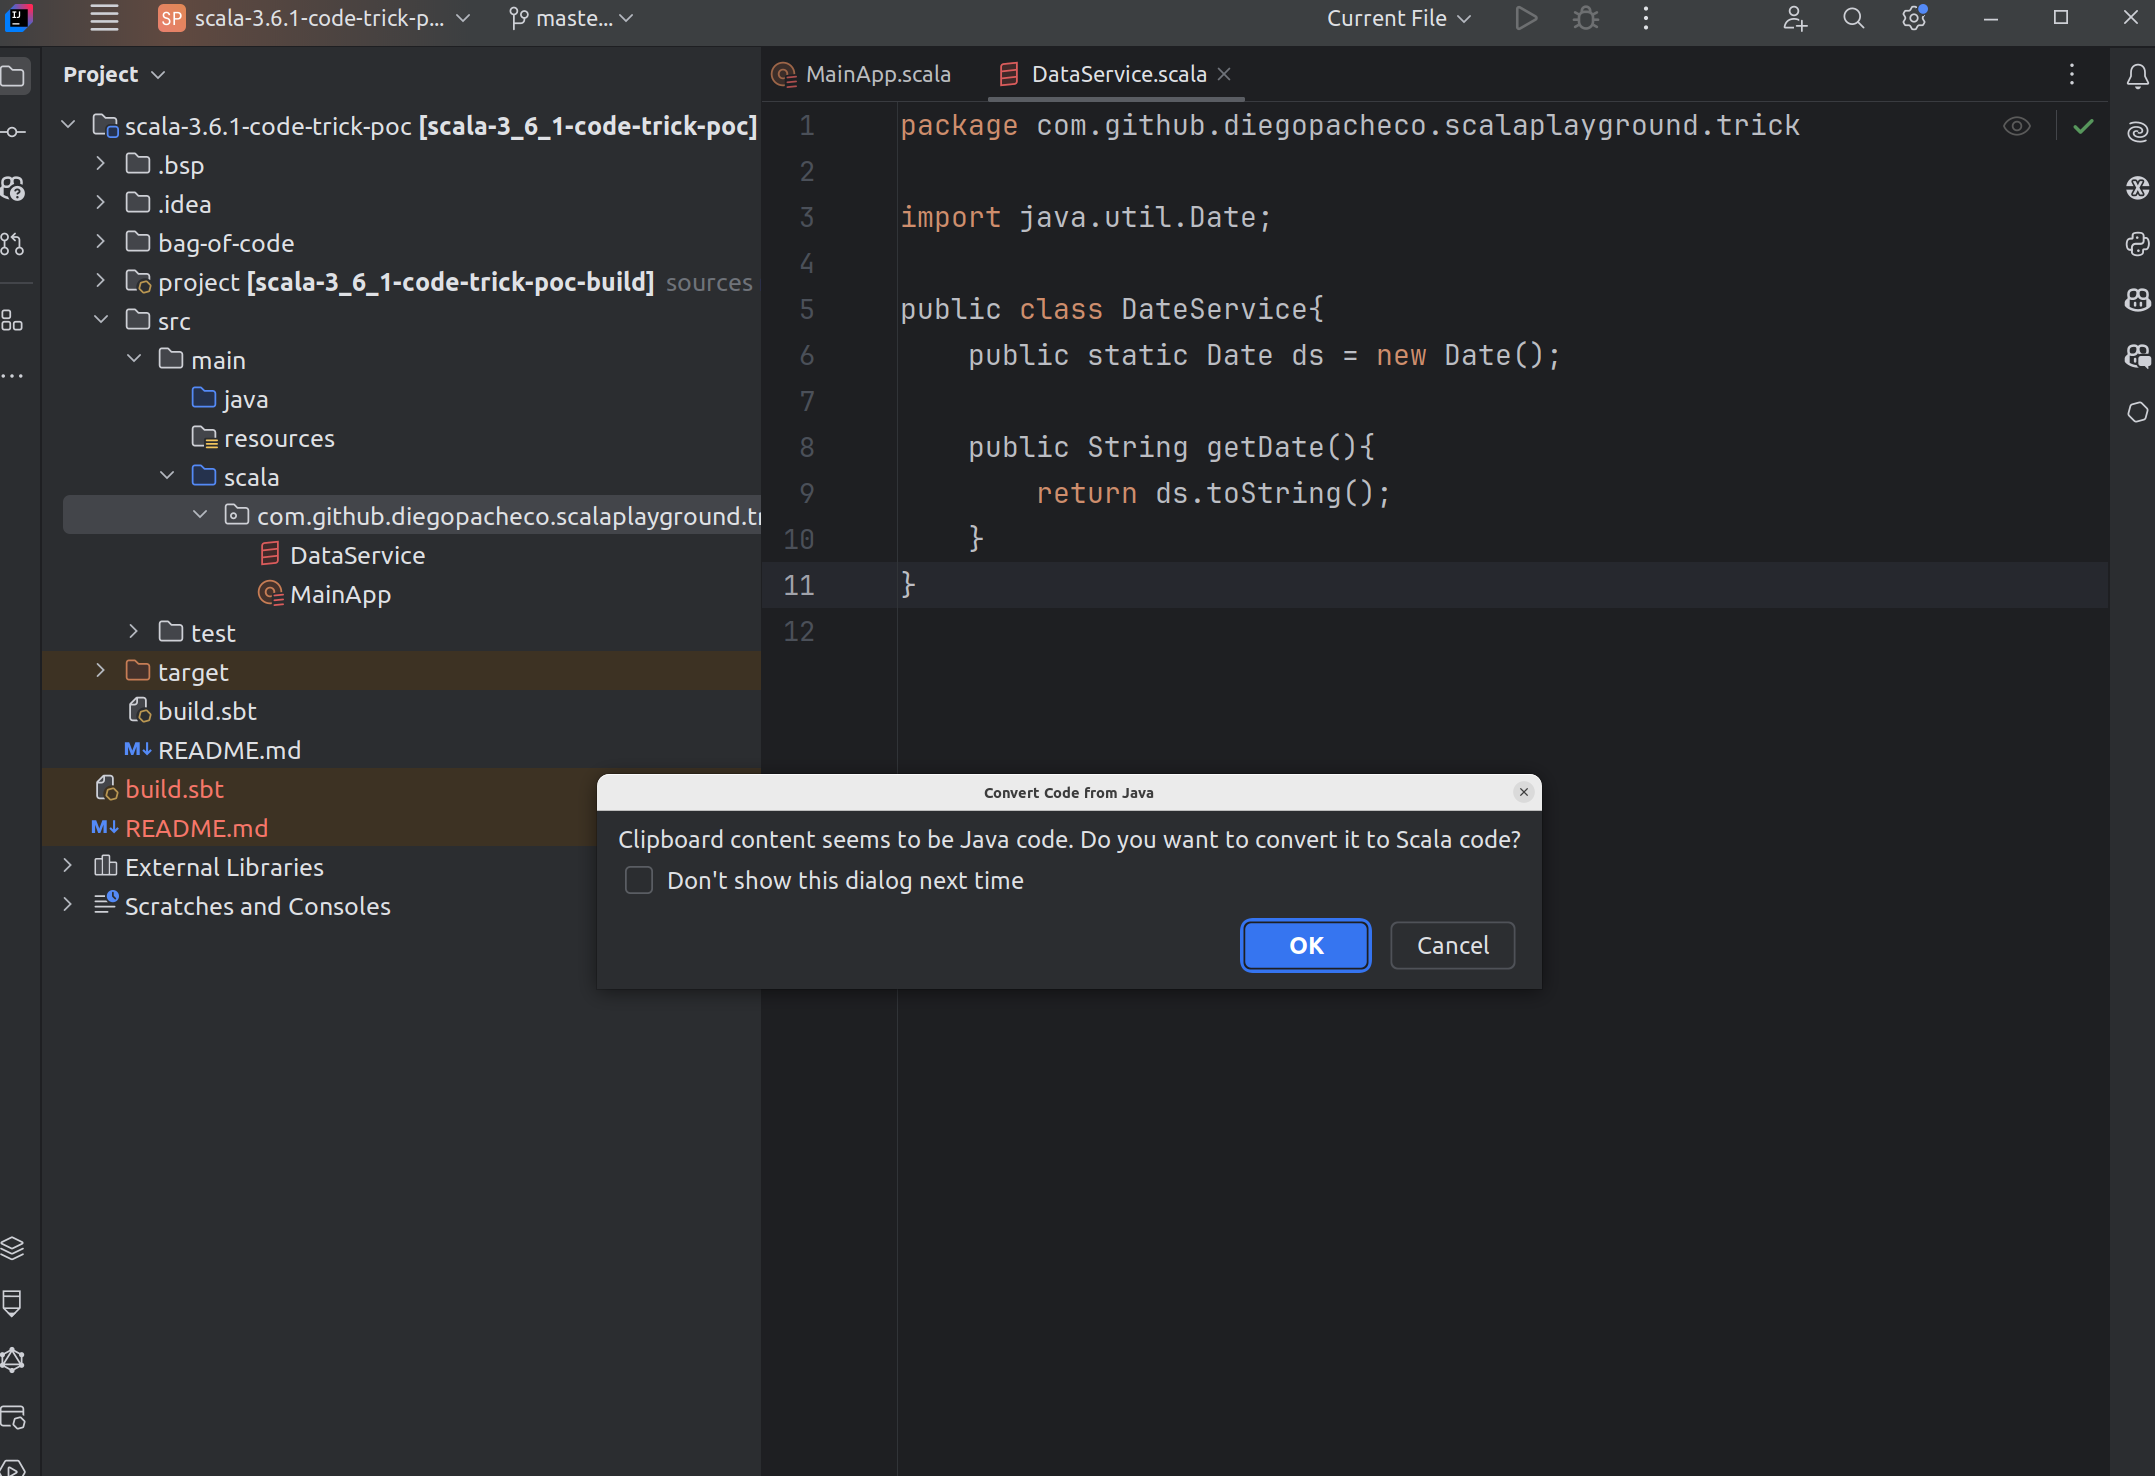 SP scala-3.6.1-code-trick-p... maste... Current File
Project
scala-3.6.1-code-trick-poc [scala-3_6_1-code-trick-poc]
.bsp
.idea
bag-of-code
project [scala-3_6_1-code-trick-poc-build] sources
src
main
java
resources
scala
com.github.diegopacheco.scalaplayground.tr
DataService
MainApp
test
target
build.sbt
M↓ README.md
build.sbt
M↓ README.md
External Libraries
Scratches and Consoles
MainApp.scala DataService.scala
1 package com.github.diegopacheco.scalaplayground.trick
2
3 import java.util.Date;
4
5 public class DateService{
6 public static Date ds = new Date();
7
8 public String getDate(){
9 return ds.toString();
10 }
11 }
12
Convert Code from Java
Clipboard content seems to be Java code. Do you want to convert it to Scala code?
Don't show this dialog next time
OK Cancel